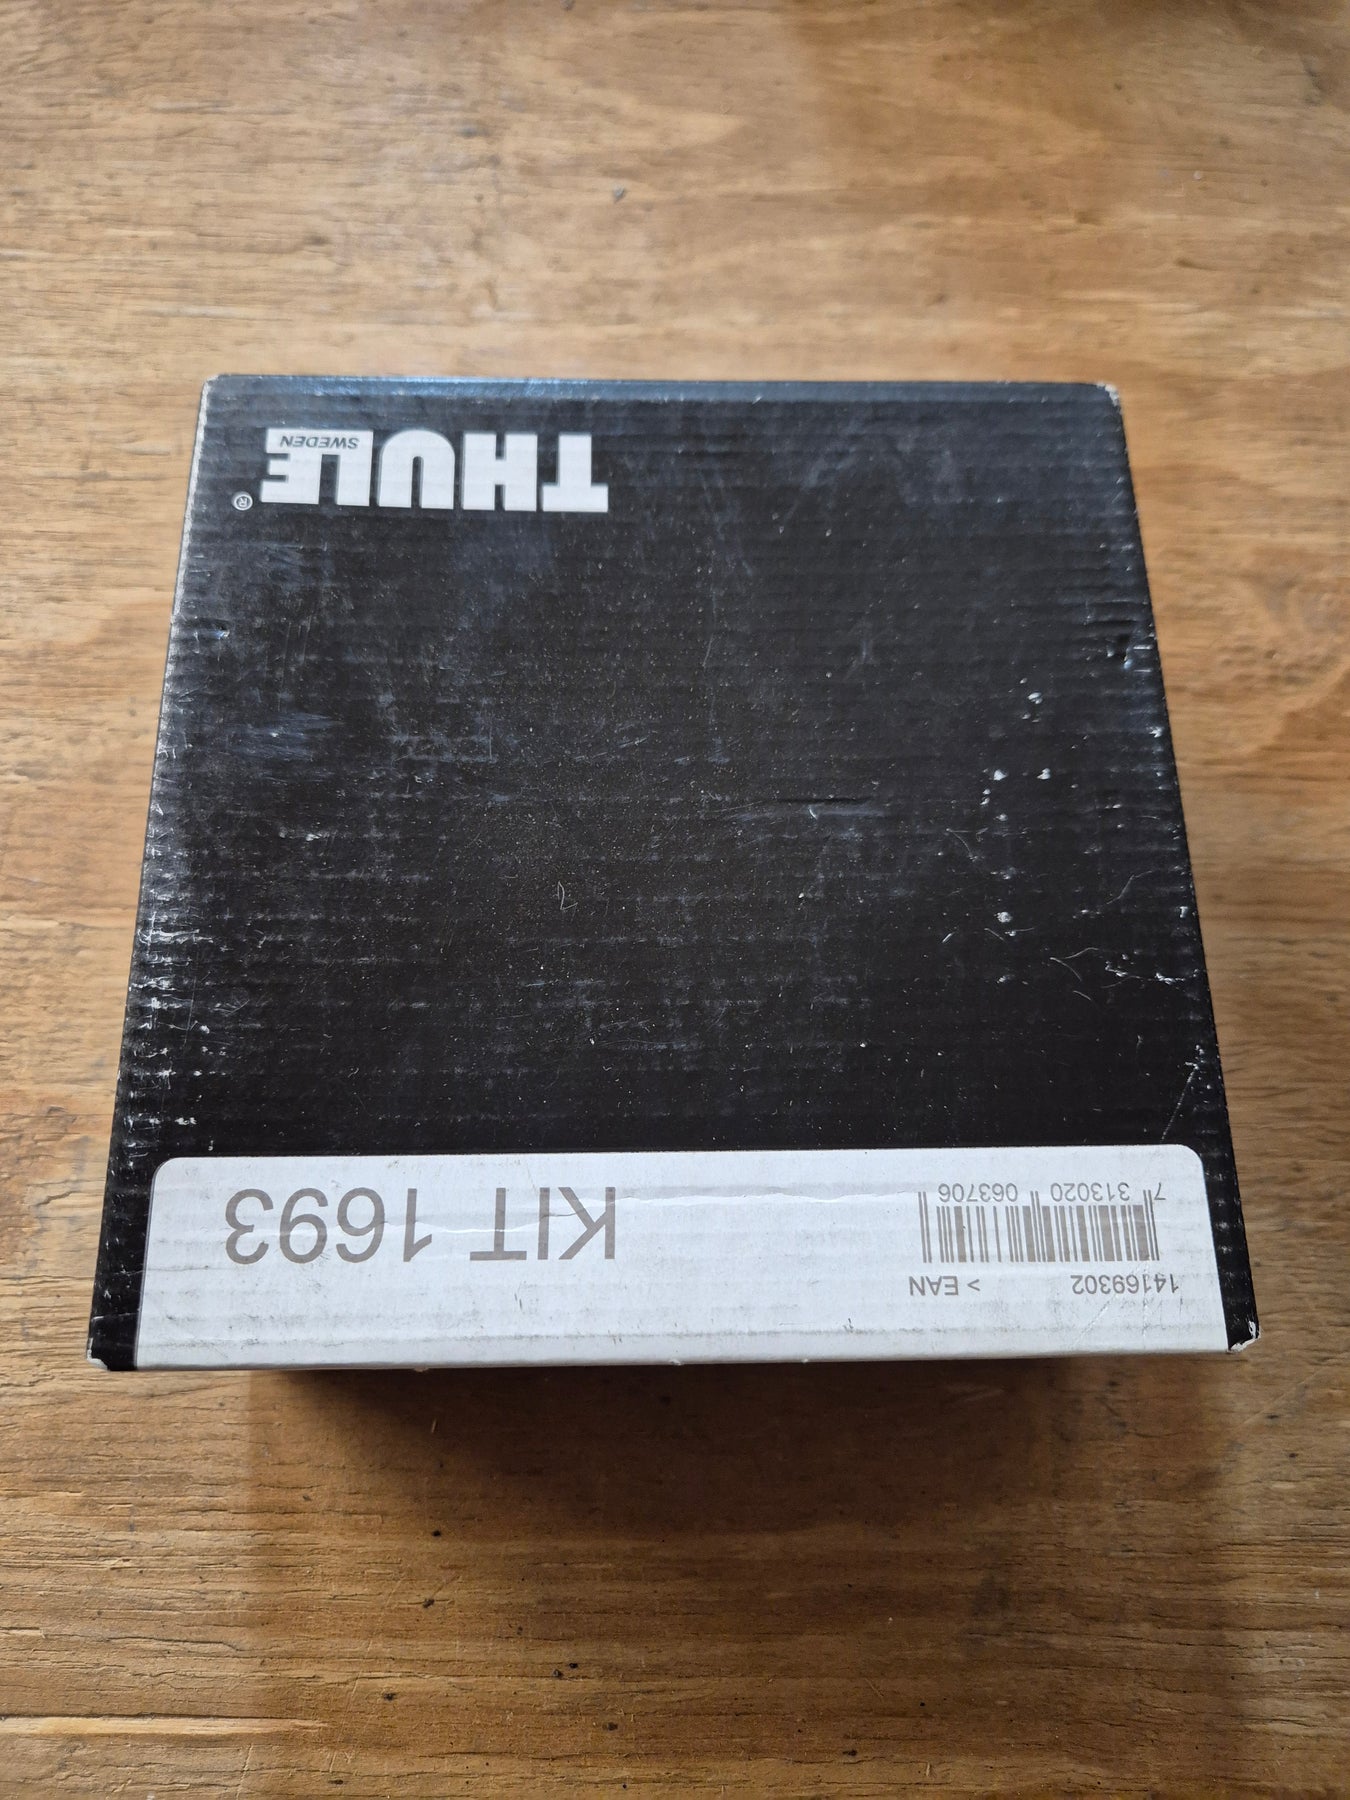 THULE®
SWEDEN
14169302 > EAN
7 313020 063706
KIT 1693